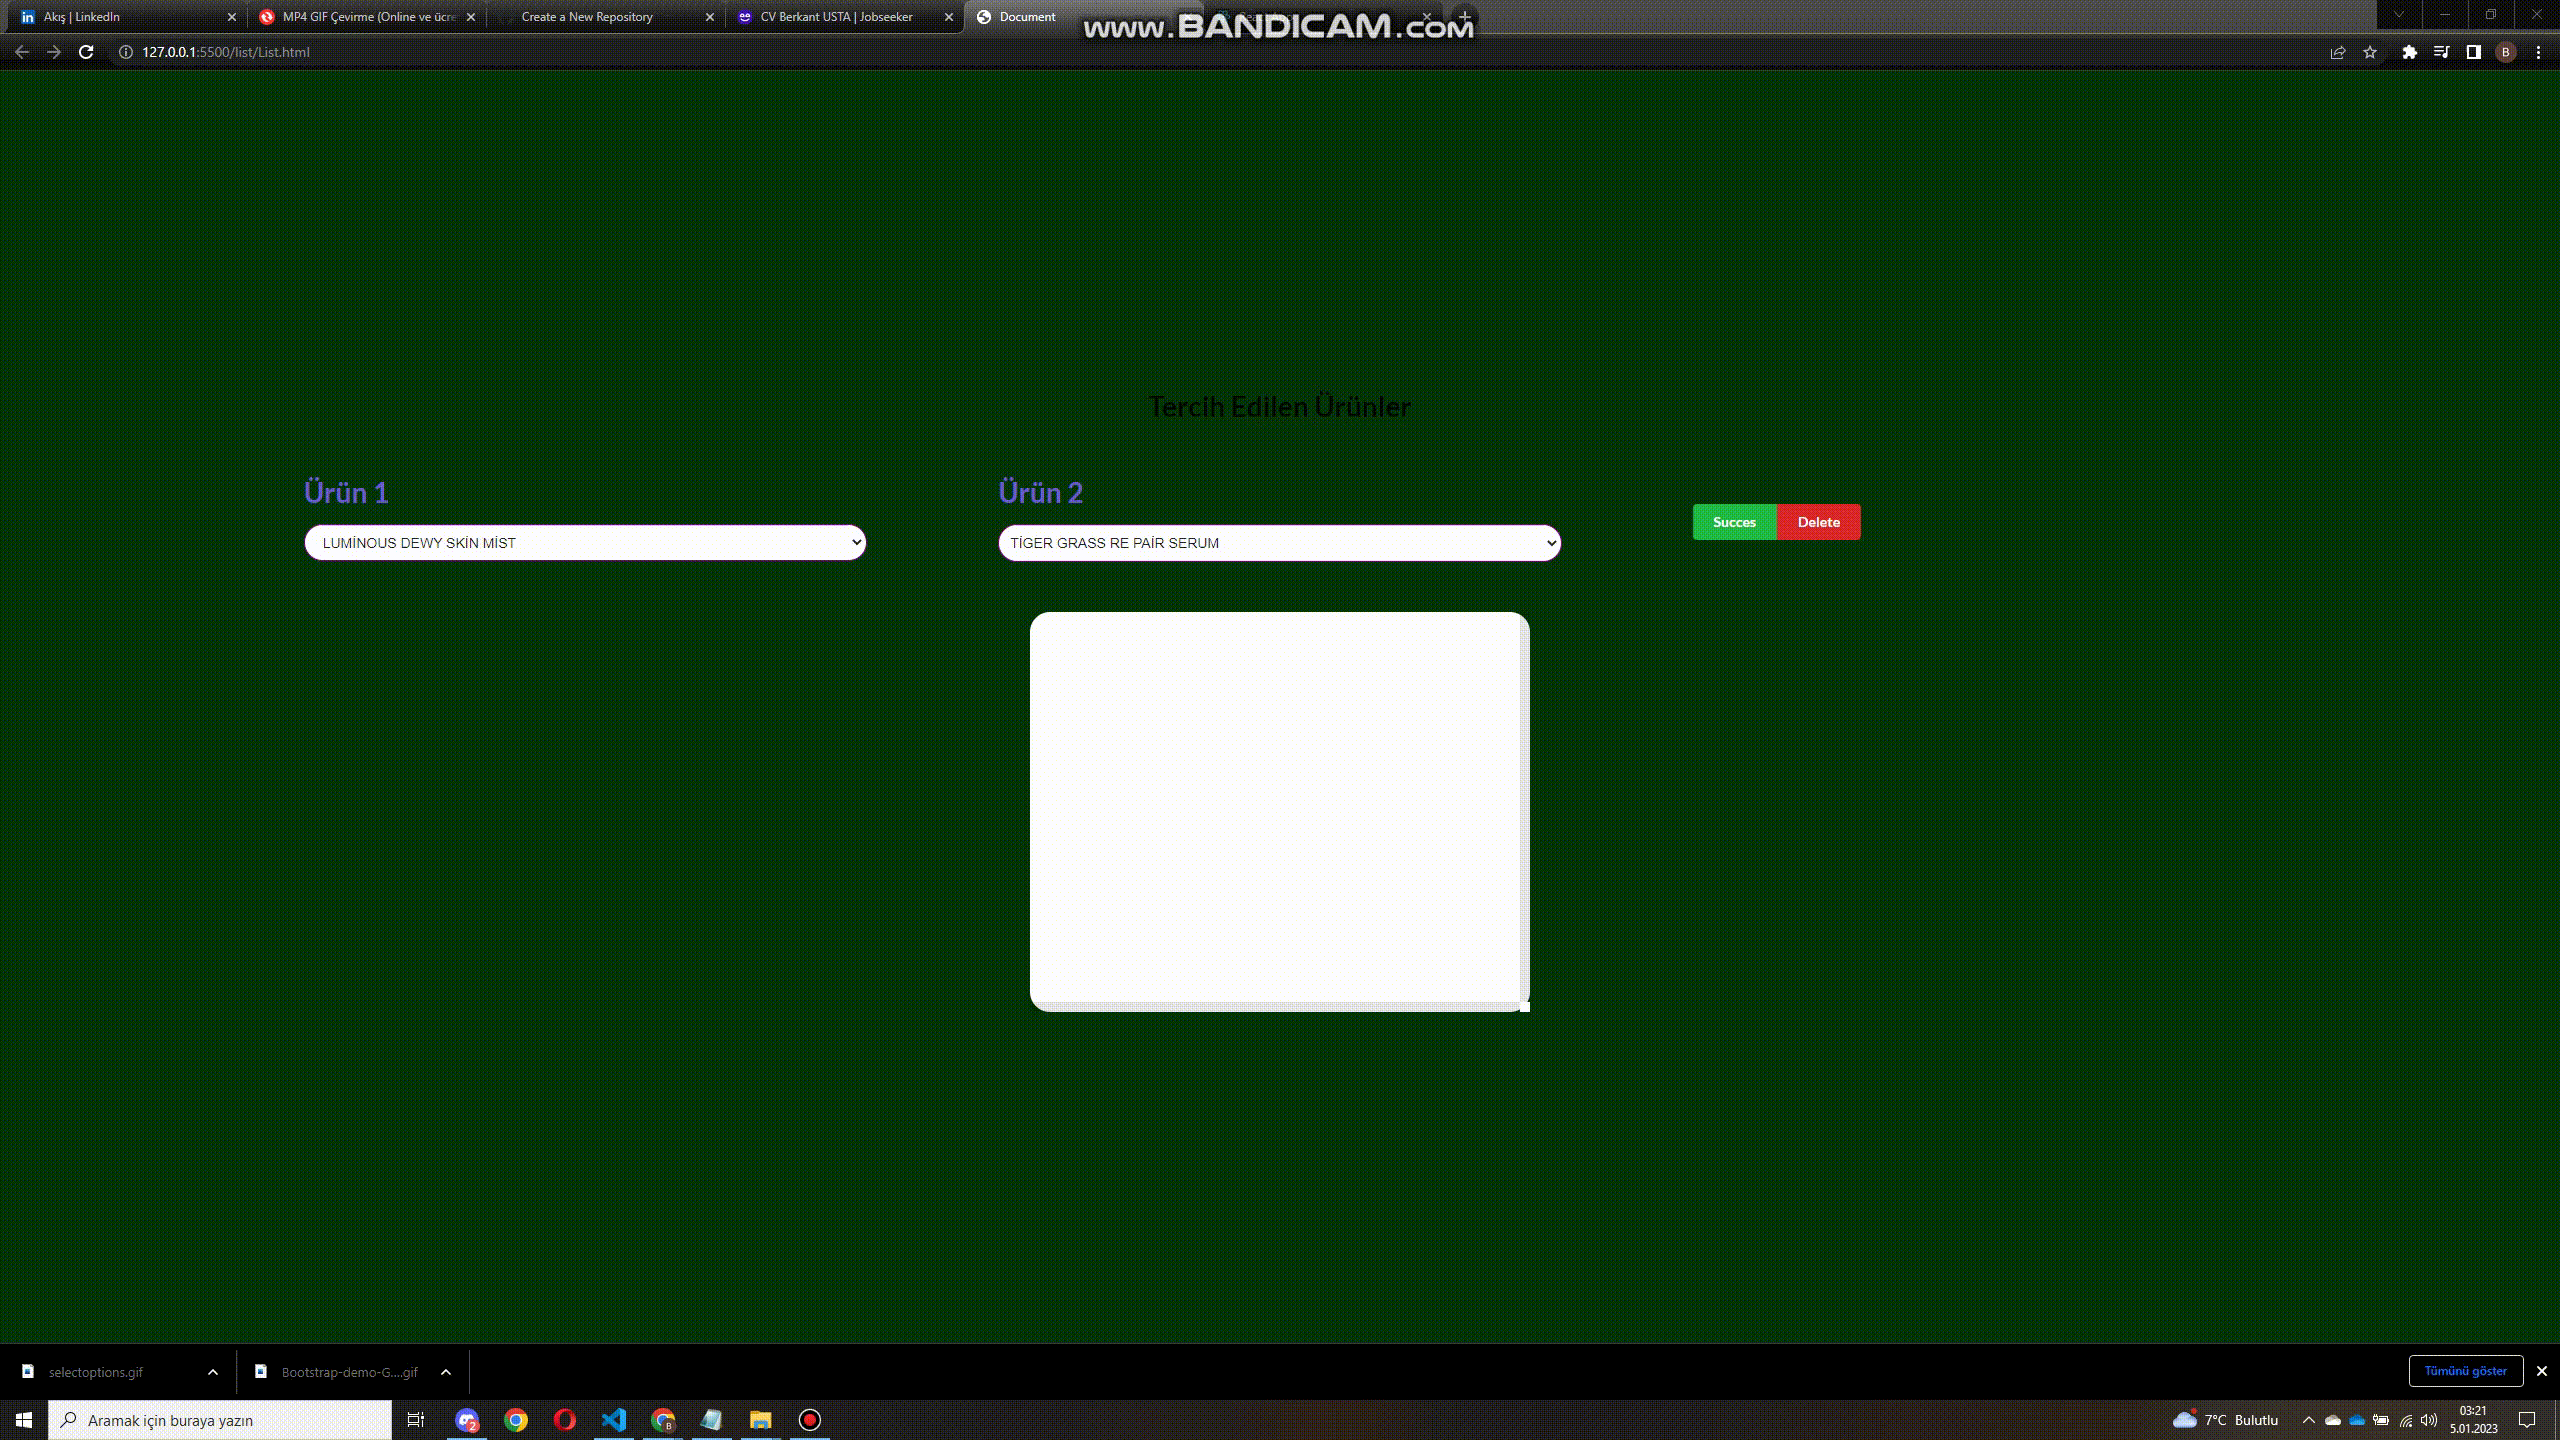 Akış | LinkedIn
MP4 GIF Çevirme (Online ve ücre
Create a New Repository
CV Berkant USTA | Jobseeker
Document
www.BANDICAM.com
127.0.0.1:5500/list/List.html
B
Tercih Edilen Ürünler
Ürün 1
Ürün 2
Succes
Delete
LUMİNOUS DEWY SKİN MİST
TİGER GRASS RE PAİR SERUM
selectoptions.gif
Bootstrap-demo-G....gif
Tümünü göster
Aramak için buraya yazın
2
B
7°C Bulutlu
03:21
5.01.2023